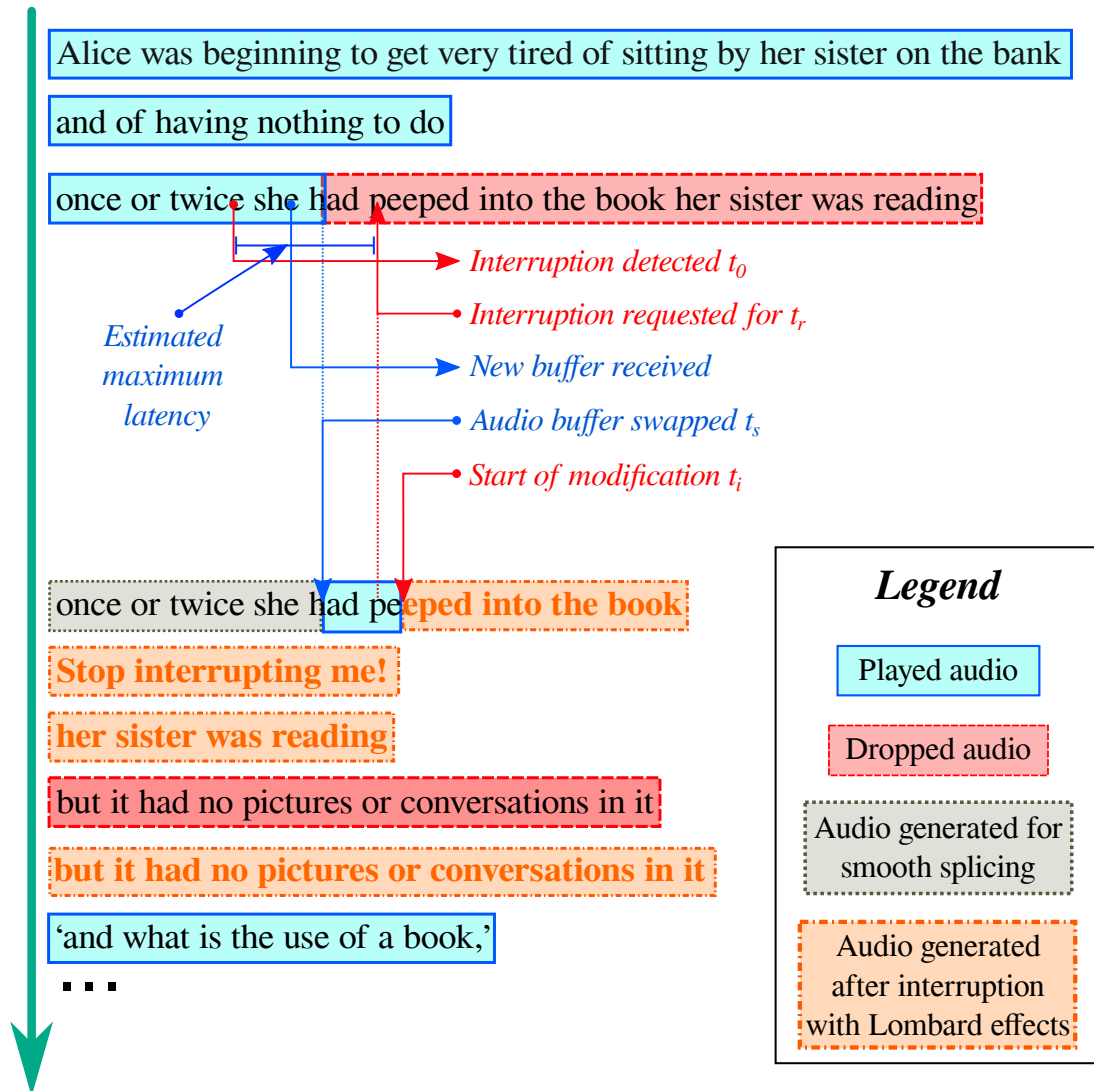 Alice was beginning to get very tired of sitting by her sister on the bank
and of having nothing to do
once or twice she had peeped into the book her sister was reading
Interruption detected t0
Interruption requested for tr
Estimated
maximum
latency
New buffer received
Audio buffer swapped ts
Start of modification ti
once or twice she had peeped into the book
Stop interrupting me!
her sister was reading
but it had no pictures or conversations in it
but it had no pictures or conversations in it
‘and what is the use of a book,’
...
Legend
Played audio
Dropped audio
Audio generated for
smooth splicing
Audio generated
after interruption
with Lombard effects